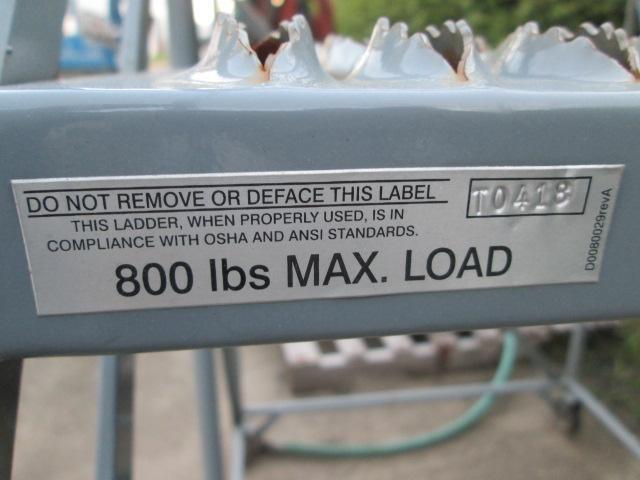 DO NOT REMOVE OR DEFACE THIS LABEL
T0418
THIS LADDER, WHEN PROPERLY USED, IS IN
COMPLIANCE WITH OSHA AND ANSI STANDARDS.
800 lbs MAX. LOAD
D0080029revA